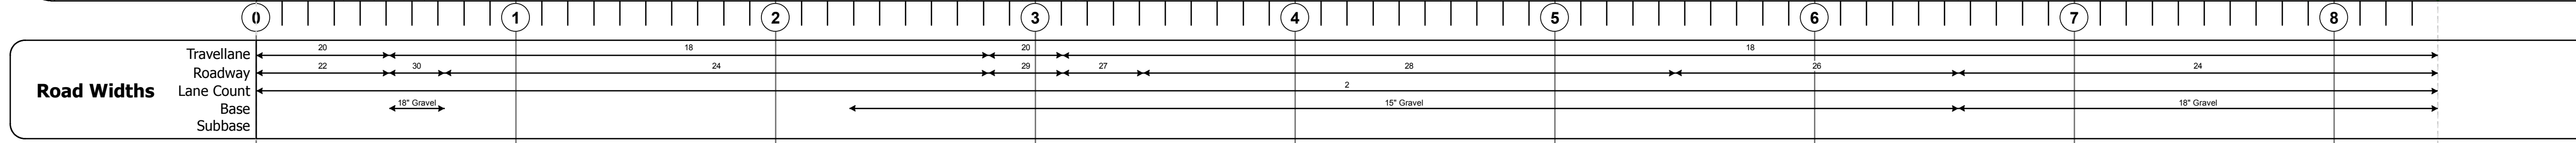 0 1 2 3 4 5 6 7 8
Travellane 20 18 20 18
Roadway 22 30 24 29 27 28 26 24
Road Widths
Lane Count 2
Base 18" Gravel 15" Gravel 18" Gravel
Subbase